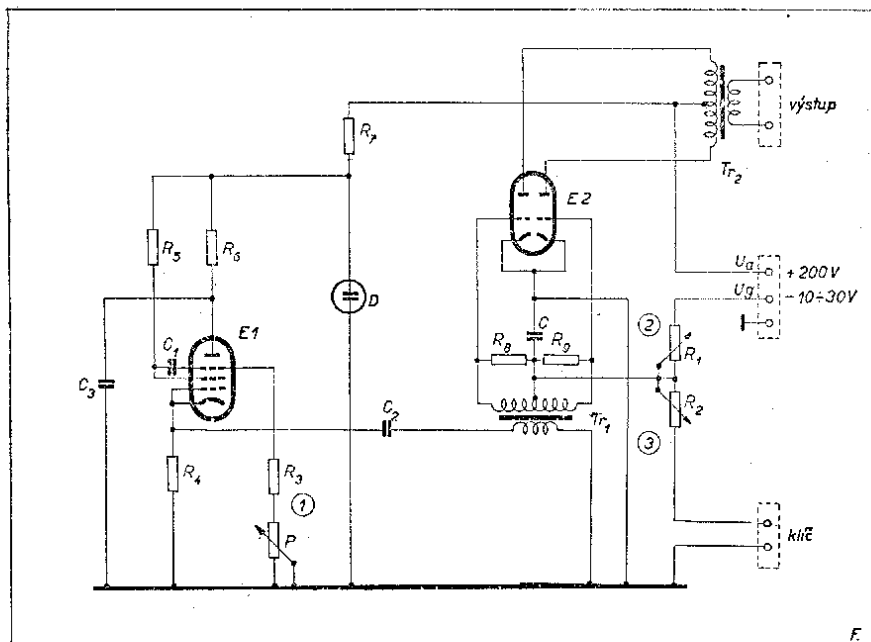 R7
výstup
Tr2
E2
R5
R6
D
Ua
+ 200V
Ug
− 10÷30V
E1
C1
C
2
R8
R9
R1
C3
R2
C2
Tr1
3
R4
R3
1
P
klíč
F.